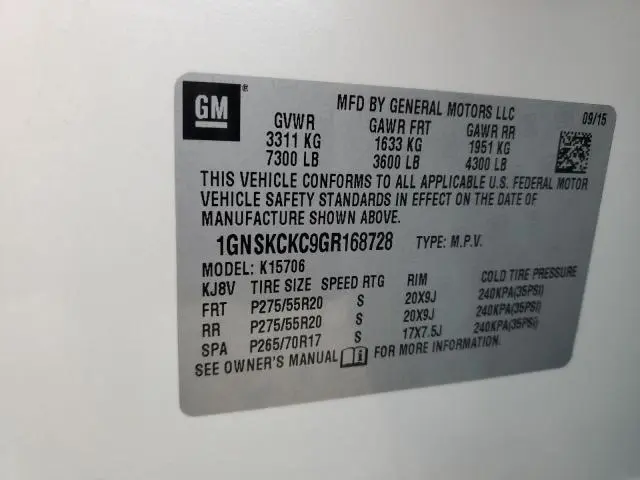 GM ®
MFD BY GENERAL MOTORS LLC 09/15
GVWR GAWR FRT GAWR RR
3311 KG 1633 KG 1951 KG
7300 LB 3600 LB 4300 LB
THIS VEHICLE CONFORMS TO ALL APPLICABLE U.S. FEDERAL MOTOR
VEHICLE SAFETY STANDARDS IN EFFECT ON THE DATE OF
MANUFACTURE SHOWN ABOVE.
1GNSKCKC9GR168728 TYPE: M.P.V.
MODEL: K15706
KJ8V TIRE SIZE SPEED RTG RIM COLD TIRE PRESSURE
FRT P275/55R20 S 20X9J 240KPA(35PSI)
RR P275/55R20 S 20X9J 240KPA(35PSI)
SPA P265/70R17 S 17X7.5J 240KPA(35PSI)
SEE OWNER'S MANUAL i FOR MORE INFORMATION.